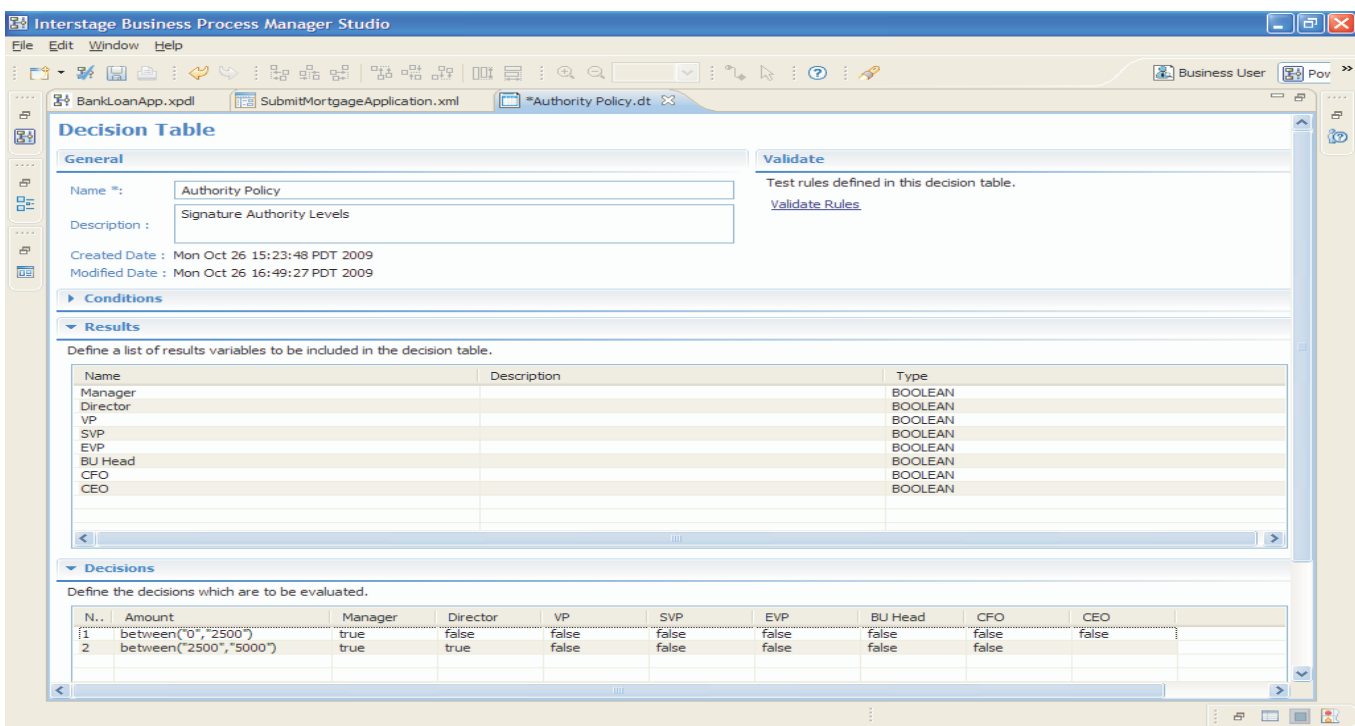 Interstage Business Process Manager Studio
File Edit Window Help
Business User Pov »
BankLoanApp.xpdl SubmitMortgageApplication.xml *Authority Policy.dt
Decision Table
General
Validate
Name *: Authority Policy
Test rules defined in this decision table.
Description : Signature Authority Levels
Validate Rules
Created Date : Mon Oct 26 15:23:48 PDT 2009
Modified Date : Mon Oct 26 16:49:27 PDT 2009
Conditions
Results
Define a list of results variables to be included in the decision table.
Name Description Type
Manager BOOLEAN
Director BOOLEAN
VP BOOLEAN
SVP BOOLEAN
EVP BOOLEAN
BU Head BOOLEAN
CFO BOOLEAN
CEO BOOLEAN
Decisions
Define the decisions which are to be evaluated.
N.. Amount Manager Director VP SVP EVP BU Head CFO CEO
1 between("0","2500") true false false false false false false false
2 between("2500","5000") true true false false false false false